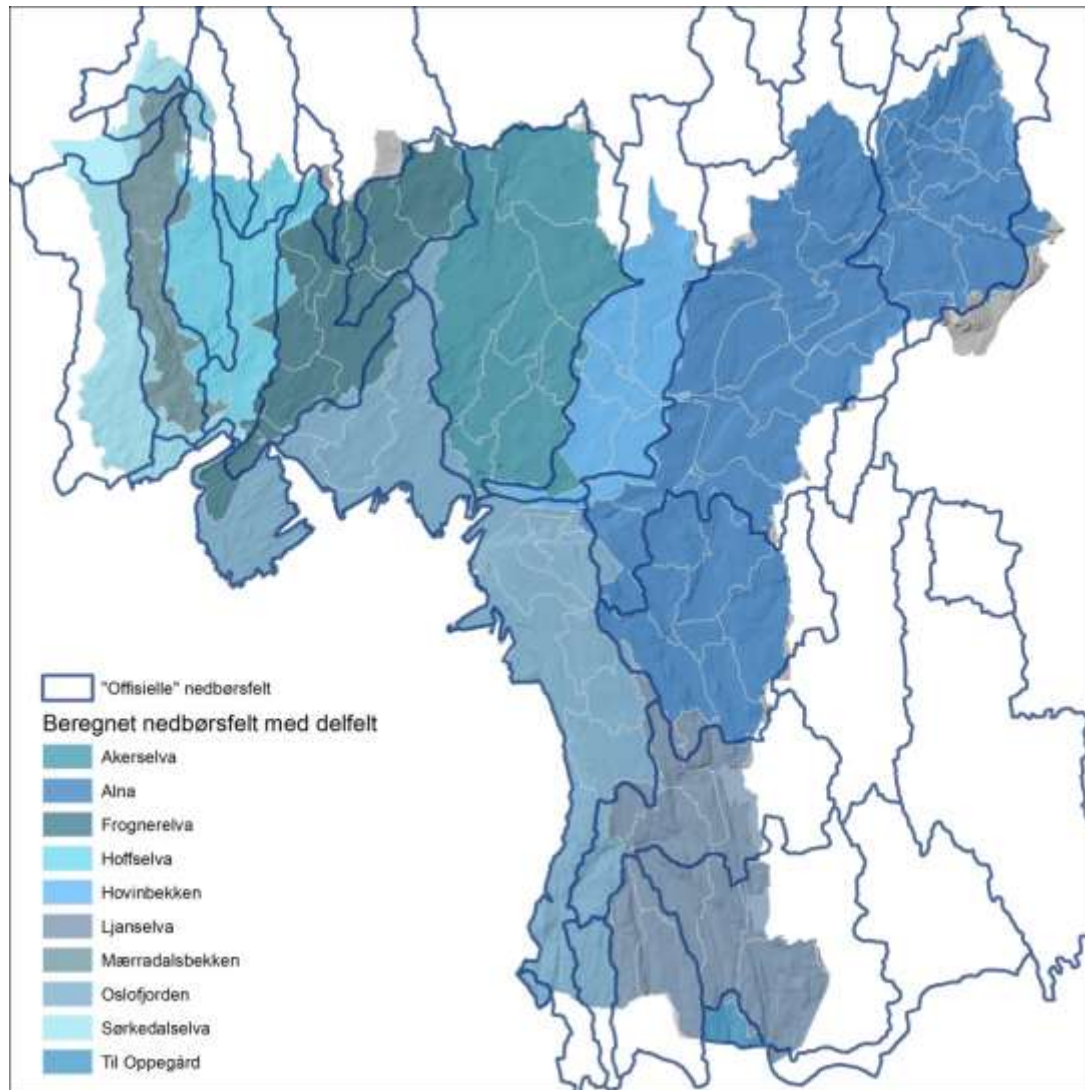 "Offisielle" nedbørsfelt
Beregnet nedbørsfelt med delfelt
Akerselva
Alna
Frognerelva
Hoffselva
Hovinbekken
Ljanselva
Mærradalsbekken
Oslofjorden
Sørkedalselva
Til Oppegård